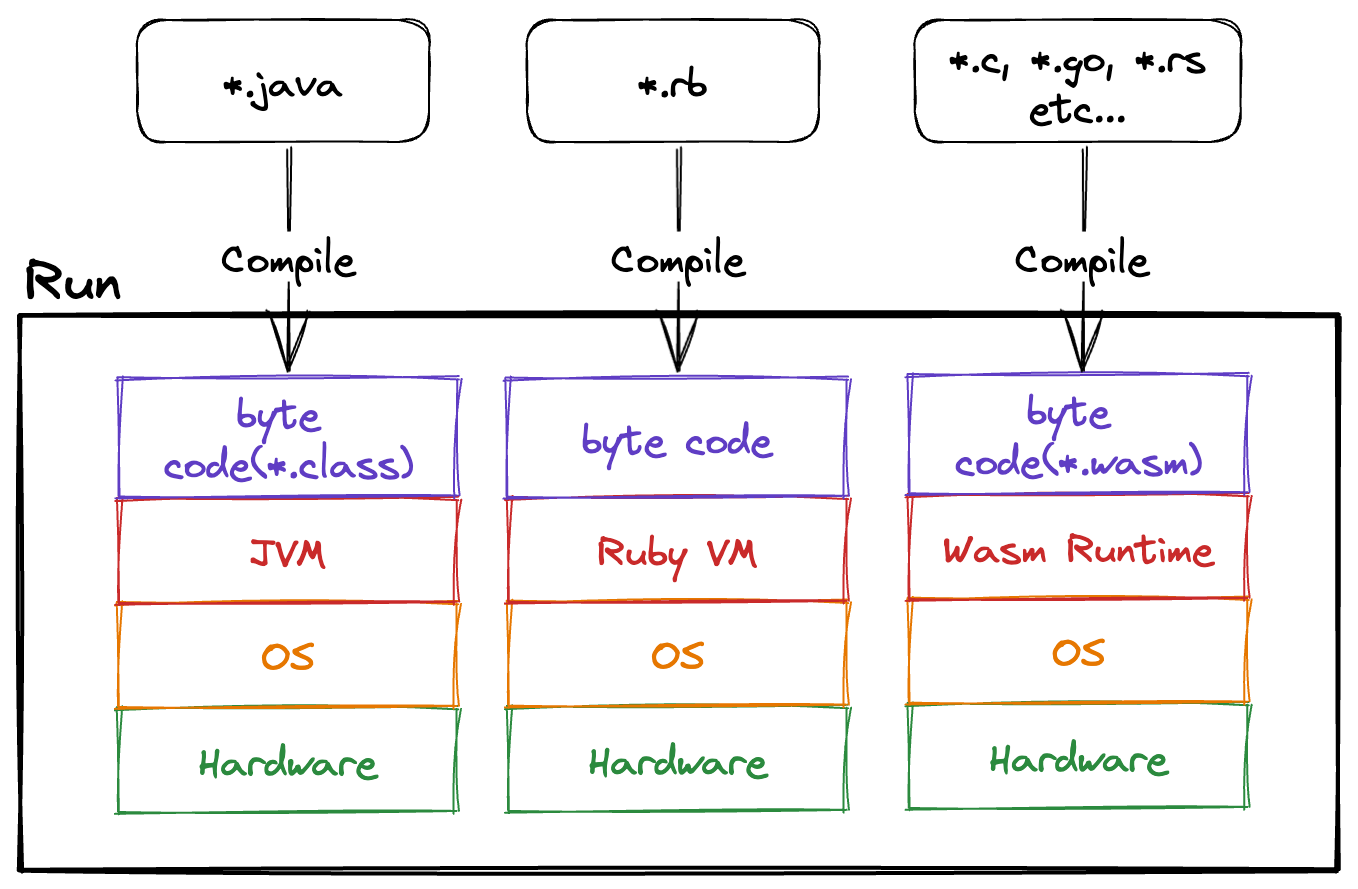 *.java
*.rb
*.c, *.go, *.rs
etc...
Compile
Compile
Compile
Run
byte
code(*.class)
byte code
byte
code(*.wasm)
JVM
Ruby VM
Wasm Runtime
OS
OS
OS
Hardware
Hardware
Hardware